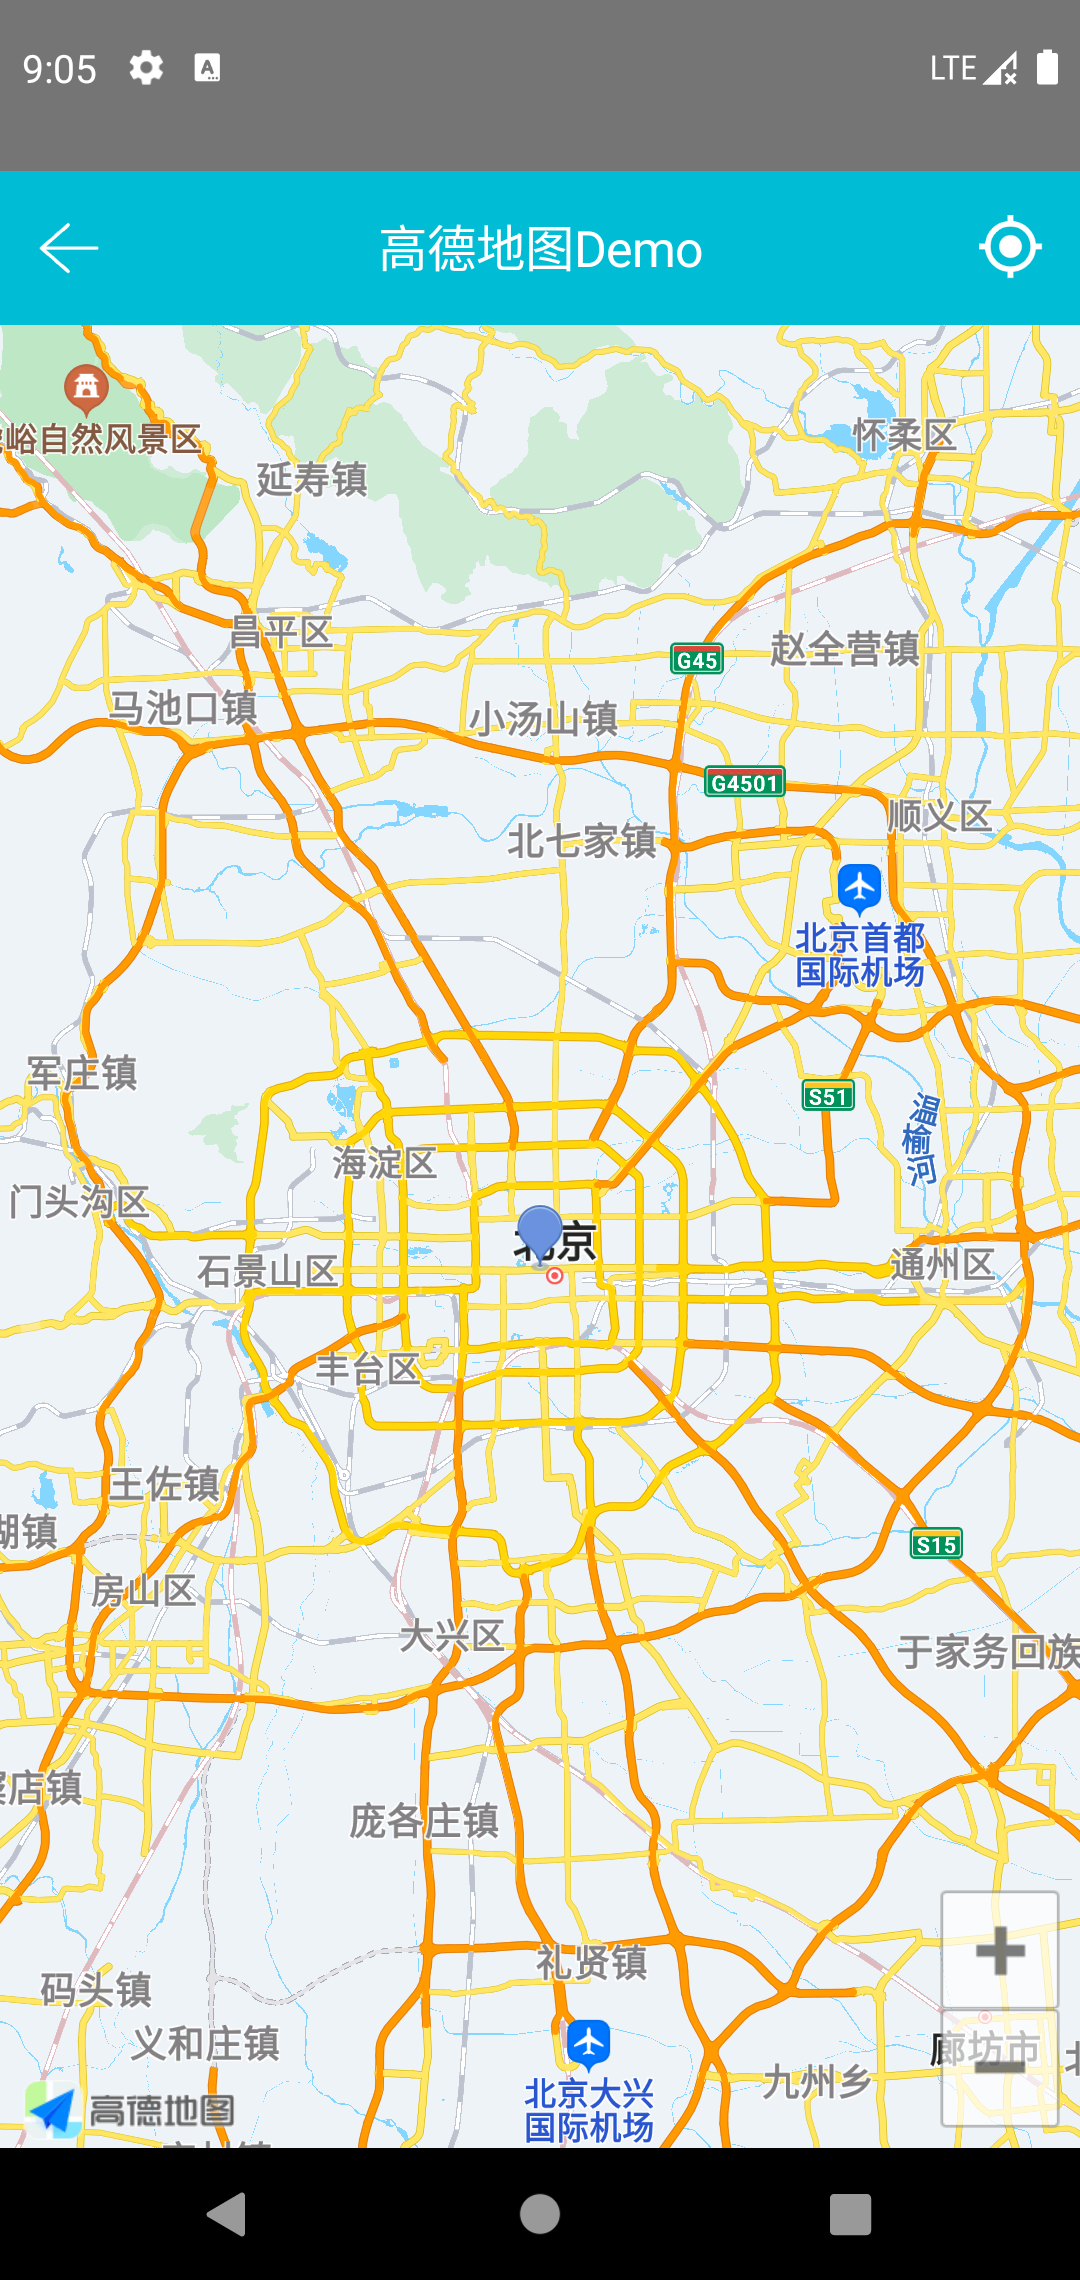 9:05
LTE
高德地图Demo
峪自然风景区
延寿镇
怀柔区
昌平区
G45
赵全营镇
马池口镇
小汤山镇
G4501
顺义区
北七家镇
北京首都
国际机场
军庄镇
S51
温榆河
海淀区
门头沟区
北京
石景山区
通州区
丰台区
王佐镇
湖镇
S15
房山区
大兴区
于家务回族
店镇
庞各庄镇
礼贤镇
码头镇
义和庄镇
廊坊市
北
九州乡
北京大兴
国际机场
高德地图